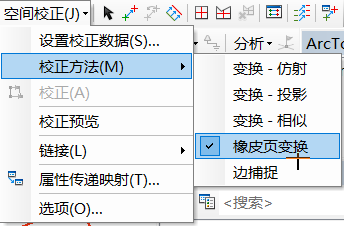 空间校正(J)
设置校正数据(S)...
校正方法(M)
校正(A)
校正预览
链接(L)
属性传递映射(T)...
选项(O)...
分析
ArcTo
变换 - 仿射
变换 - 投影
变换 - 相似
橡皮页变换
边捕捉
<搜索>